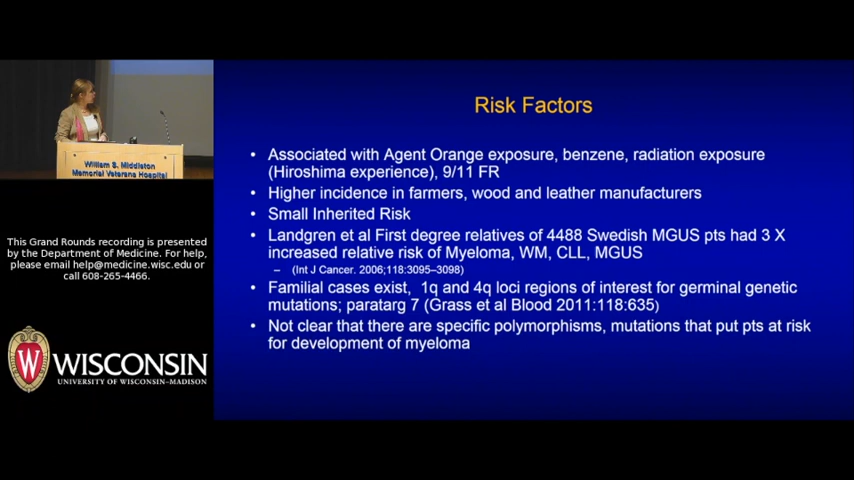 Risk Factors
• Associated with Agent Orange exposure, benzene, radiation exposure
(Hiroshima experience), 9/11 FR
• Higher incidence in farmers, wood and leather manufacturers
• Small Inherited Risk
• Landgren et al First degree relatives of 4488 Swedish MGUS pts had 3 X
increased relative risk of Myeloma, WM, CLL, MGUS
– (Int J Cancer. 2006;118:3095–3098)
• Familial cases exist, 1q and 4q loci regions of interest for germinal genetic
mutations; paratarg 7 (Grass et al Blood 2011:118:635)
• Not clear that there are specific polymorphisms, mutations that put pts at risk
for development of myeloma
William S. Middleton
Memorial Veterans Hospital
This Grand Rounds recording is presented
by the Department of Medicine. For help,
please email help@medicine.wisc.edu or
call 608-265-4466.
W
WISCONSIN
UNIVERSITY OF WISCONSIN–MADISON